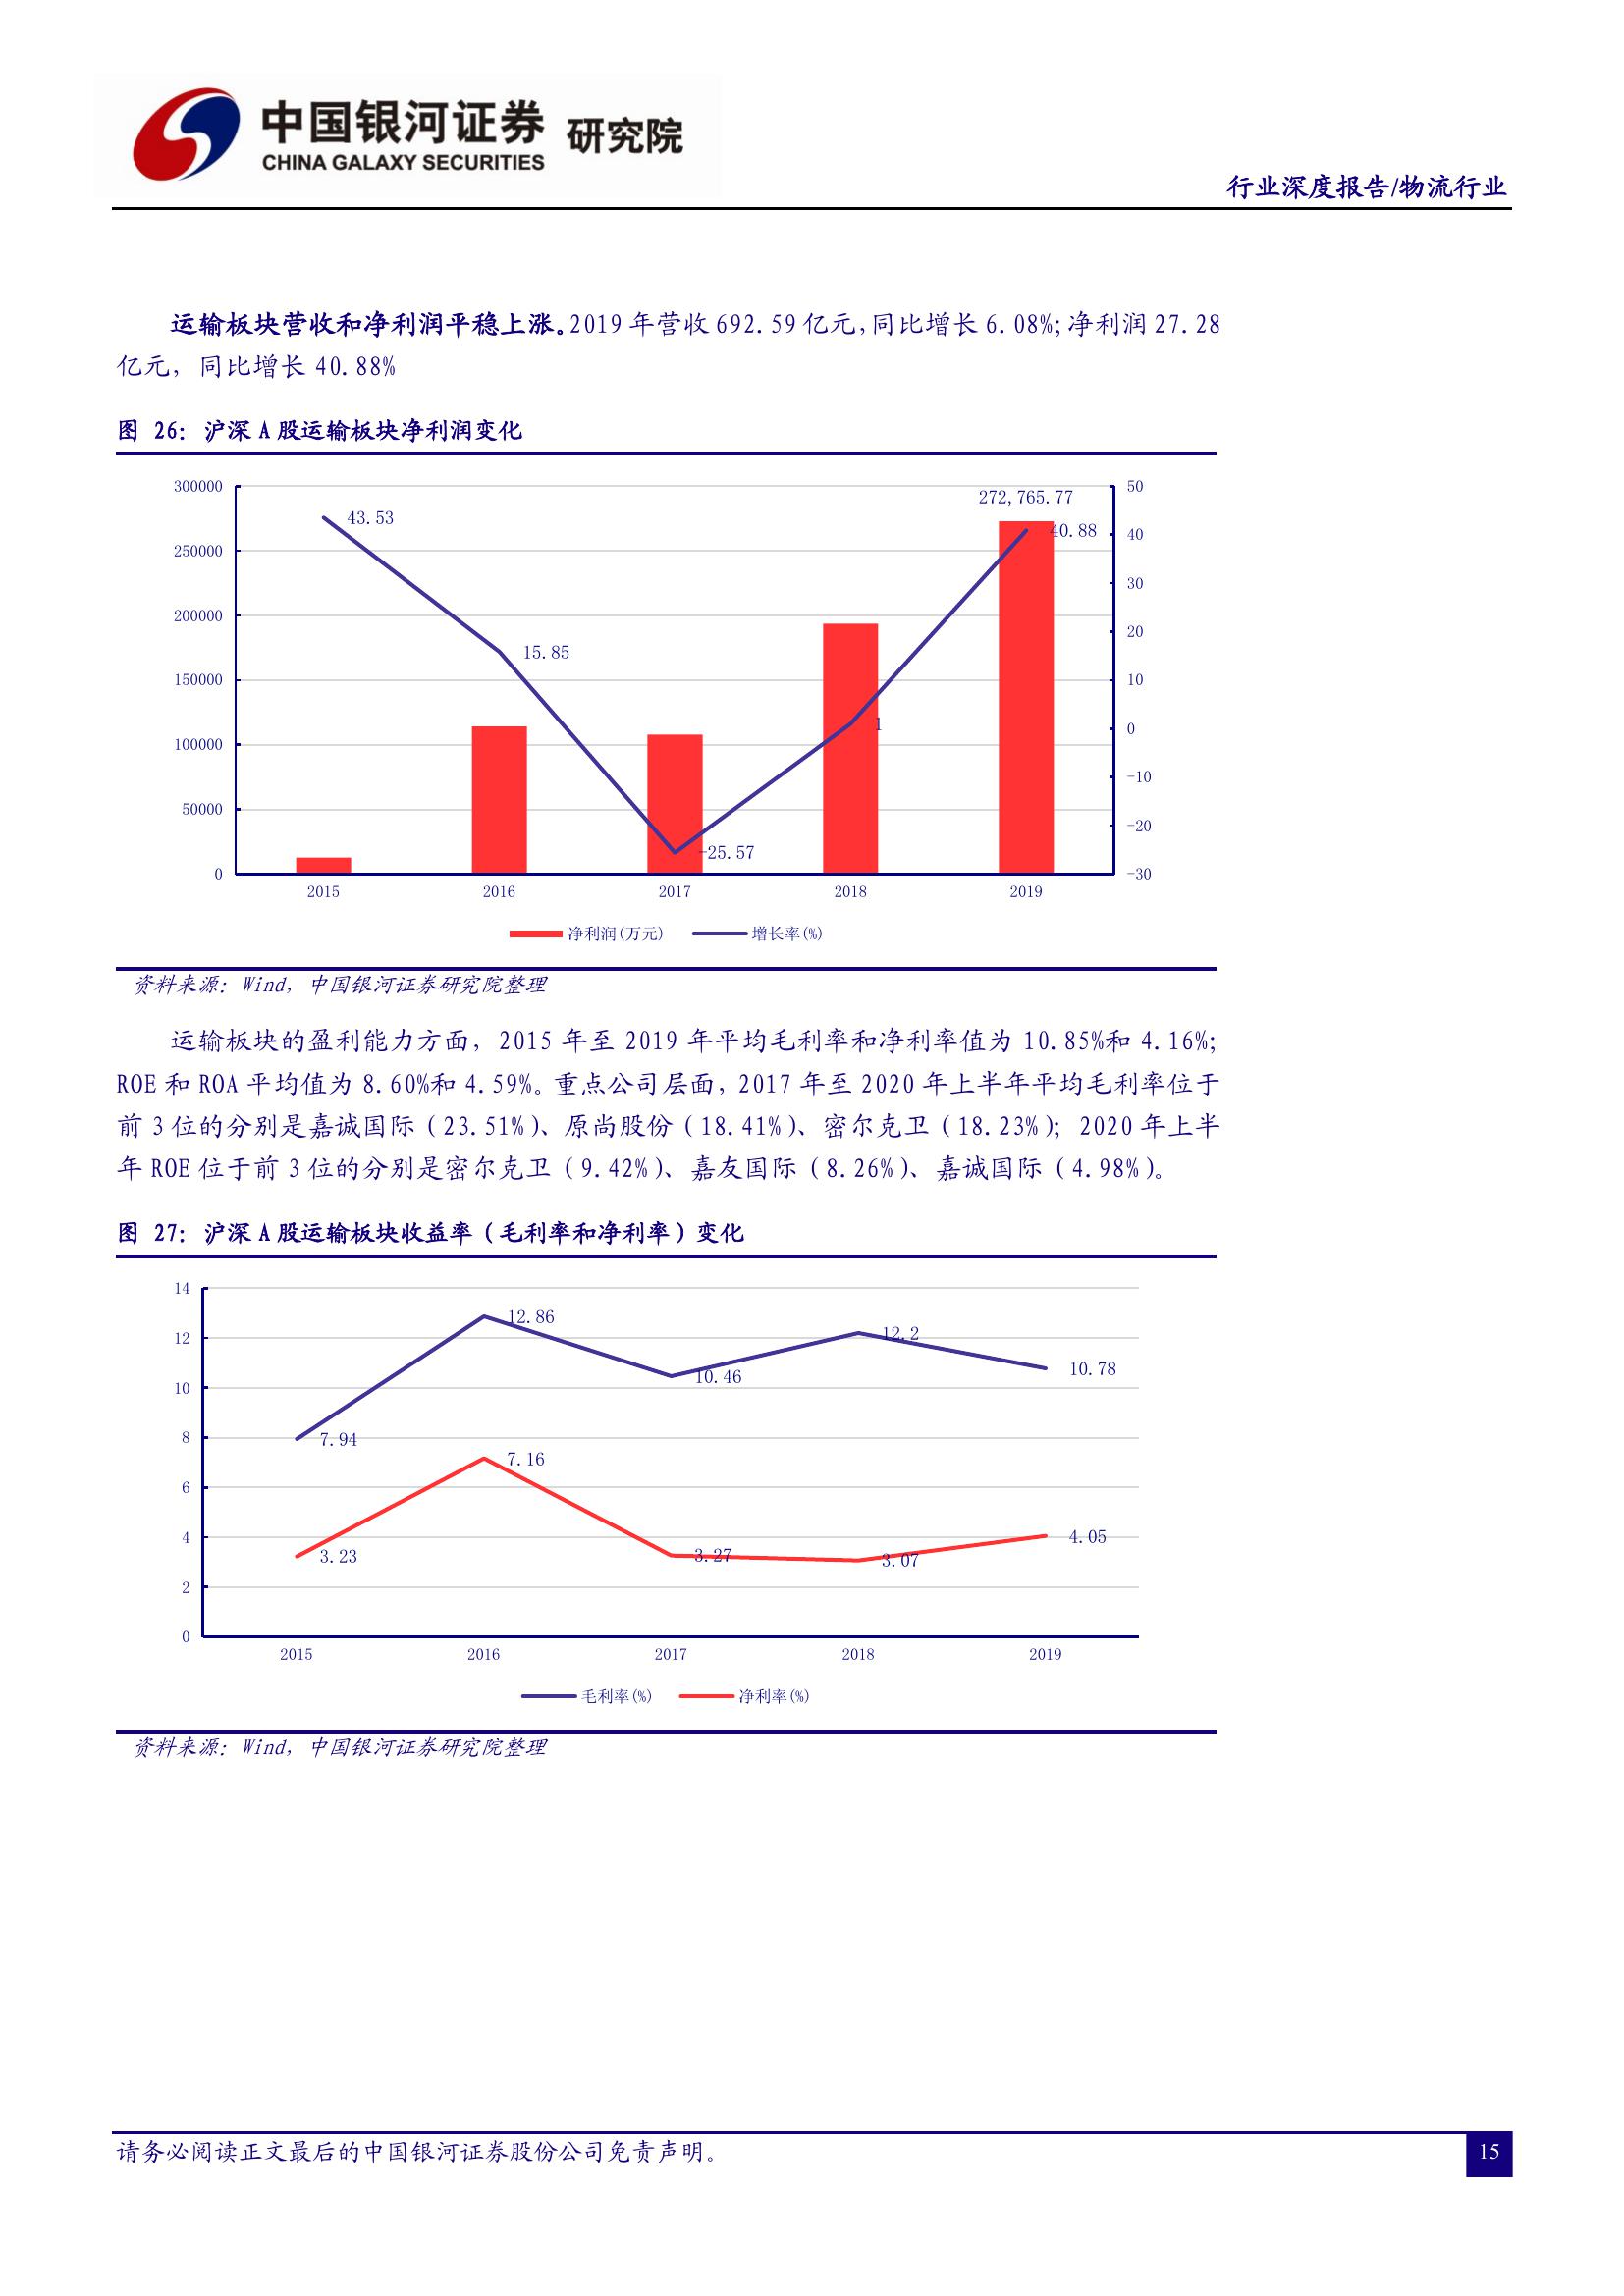 中国银河证券 研究院
CHINA GALAXY SECURITIES
行业深度报告/物流行业
运输板块营收和净利润平稳上涨。2019 年营收 692.59 亿元,同比增长 6.08%;净利润 27.28
亿元，同比增长 40.88%
图 26：沪深 A 股运输板块净利润变化
300000
250000
200000
150000
100000
50000
0
50
40
30
20
10
0
-10
-20
-30
43.53
15.85
-25.57
1
272,765.77
40.88
2015 2016 2017 2018 2019
净利润(万元) 增长率(%)
资料来源：Wind，中国银河证券研究院整理
运输板块的盈利能力方面，2015 年至 2019 年平均毛利率和净利率值为 10.85%和 4.16%;
ROE 和 ROA 平均值为 8.60%和 4.59%。重点公司层面，2017 年至 2020 年上半年平均毛利率位于
前 3 位的分别是嘉诚国际（23.51%）、原尚股份（18.41%）、密尔克卫（18.23%）；2020 年上半
年 ROE 位于前 3 位的分别是密尔克卫（9.42%）、嘉友国际（8.26%）、嘉诚国际（4.98%）。
图 27：沪深 A 股运输板块收益率（毛利率和净利率）变化
14
12
10
8
6
4
2
0
7.94
12.86
10.46
12.2
10.78
3.23
7.16
3.27
3.07
4.05
2015 2016 2017 2018 2019
毛利率(%) 净利率(%)
资料来源：Wind，中国银河证券研究院整理
请务必阅读正文最后的中国银河证券股份公司免责声明。
15